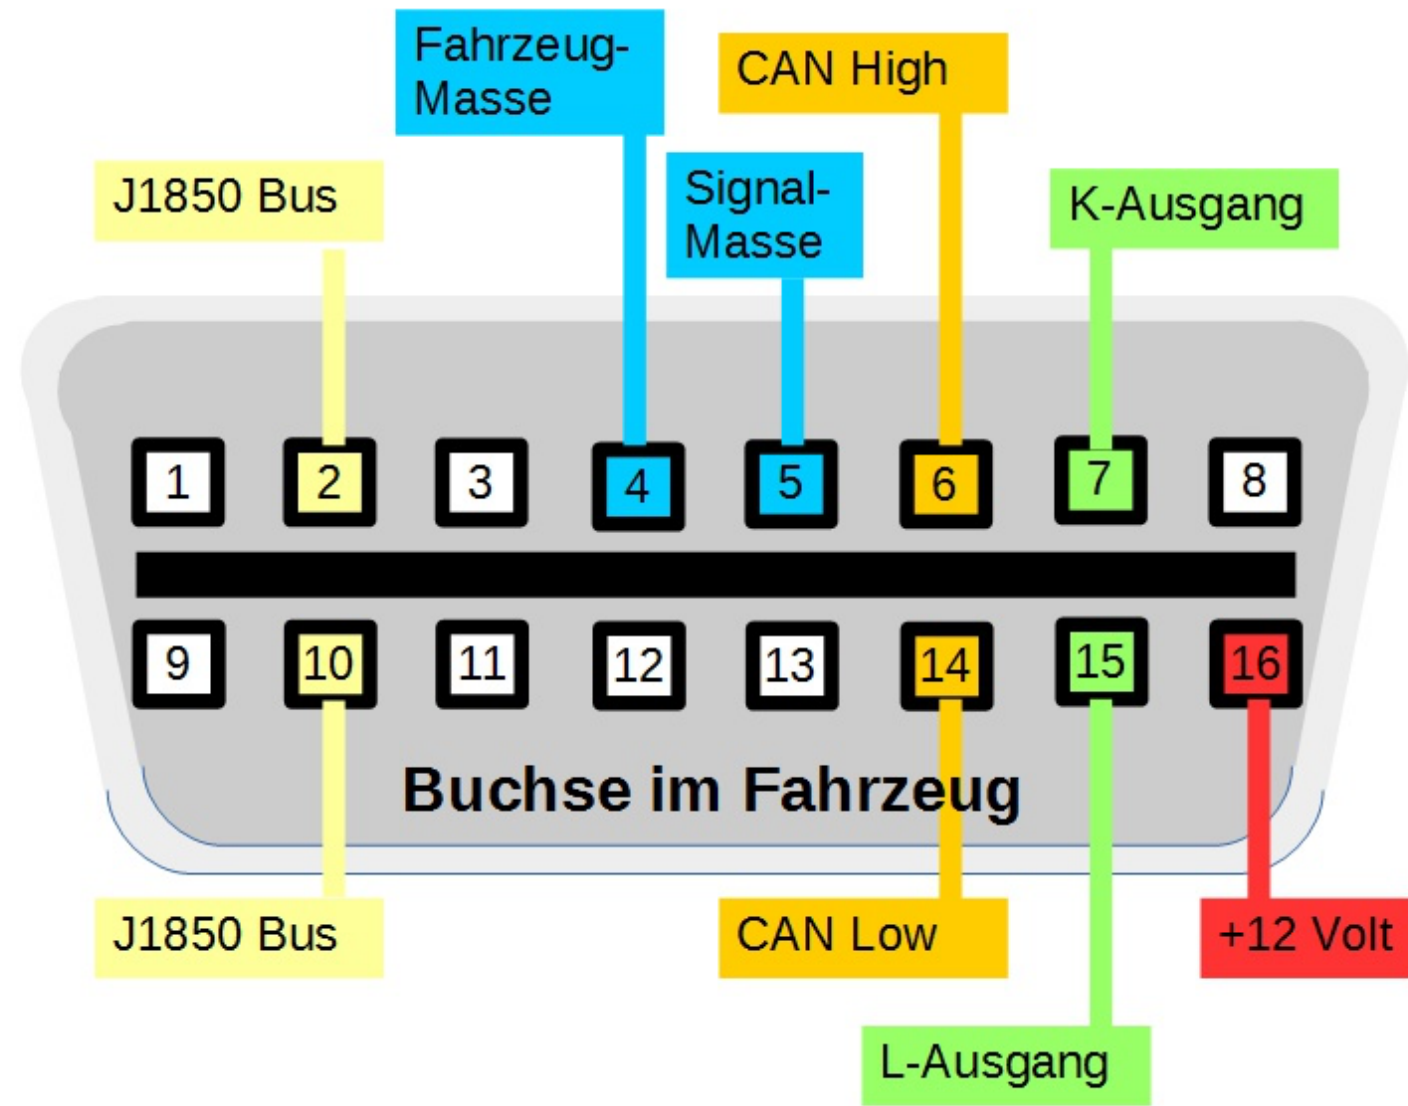 Fahrzeug-
Masse
CAN High
J1850 Bus
Signal-
Masse
K-Ausgang
1 2 3 4 5 6 7 8
9 10 11 12 13 14 15 16
Buchse im Fahrzeug
J1850 Bus
CAN Low
+12 Volt
L-Ausgang